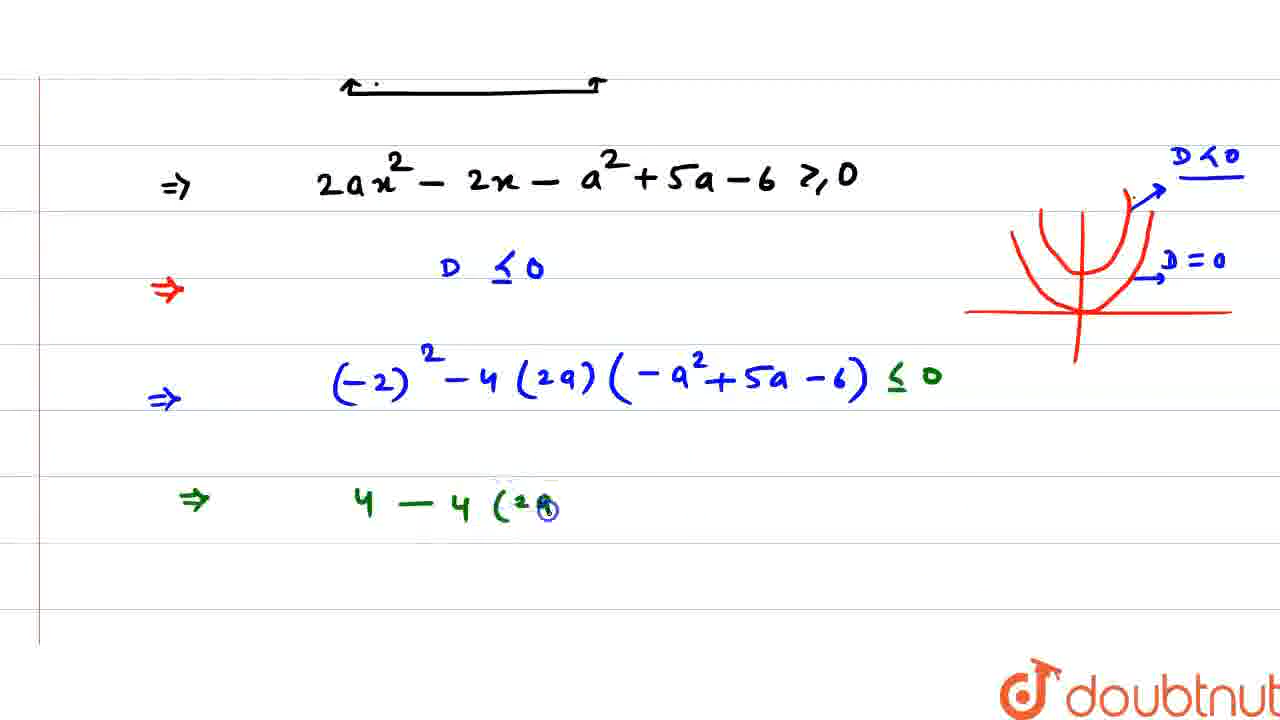 ⇒ 2ax² - 2x - a² + 5a - 6 ≥ 0
D < 0
D = 0
⇒ D ≤ 0
⇒ (-2)² - 4 (2a) (-a² + 5a - 6) ≤ 0
⇒ 4 - 4 (2a
doubtnut